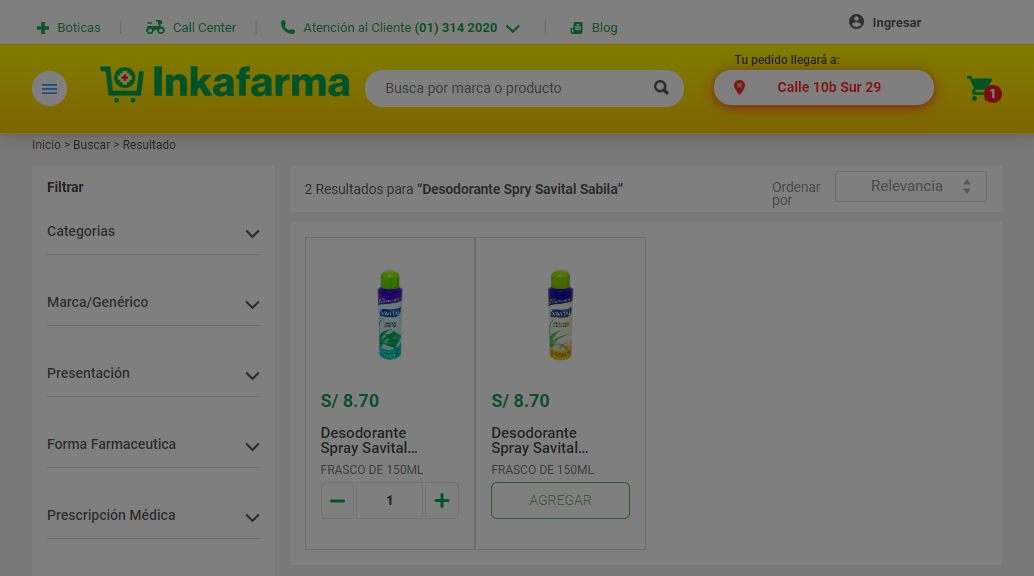 Boticas
Call Center
Atención al Cliente (01) 314 2020
Blog
Ingresar
Inkafarma
Busca por marca o producto
Tu pedido llegará a:
Calle 10b Sur 29
1
Inicio > Buscar > Resultado
Filtrar
Categorias
Marca/Genérico
Presentación
Forma Farmaceutica
Prescripción Médica
2 Resultados para “Desodorante Spry Savital Sabila”
Ordenar
por
Relevancia
SAVITAL
S/ 8.70
Desodorante
Spray Savital...
FRASCO DE 150ML
1
SAVITAL
S/ 8.70
Desodorante
Spray Savital...
FRASCO DE 150ML
AGREGAR